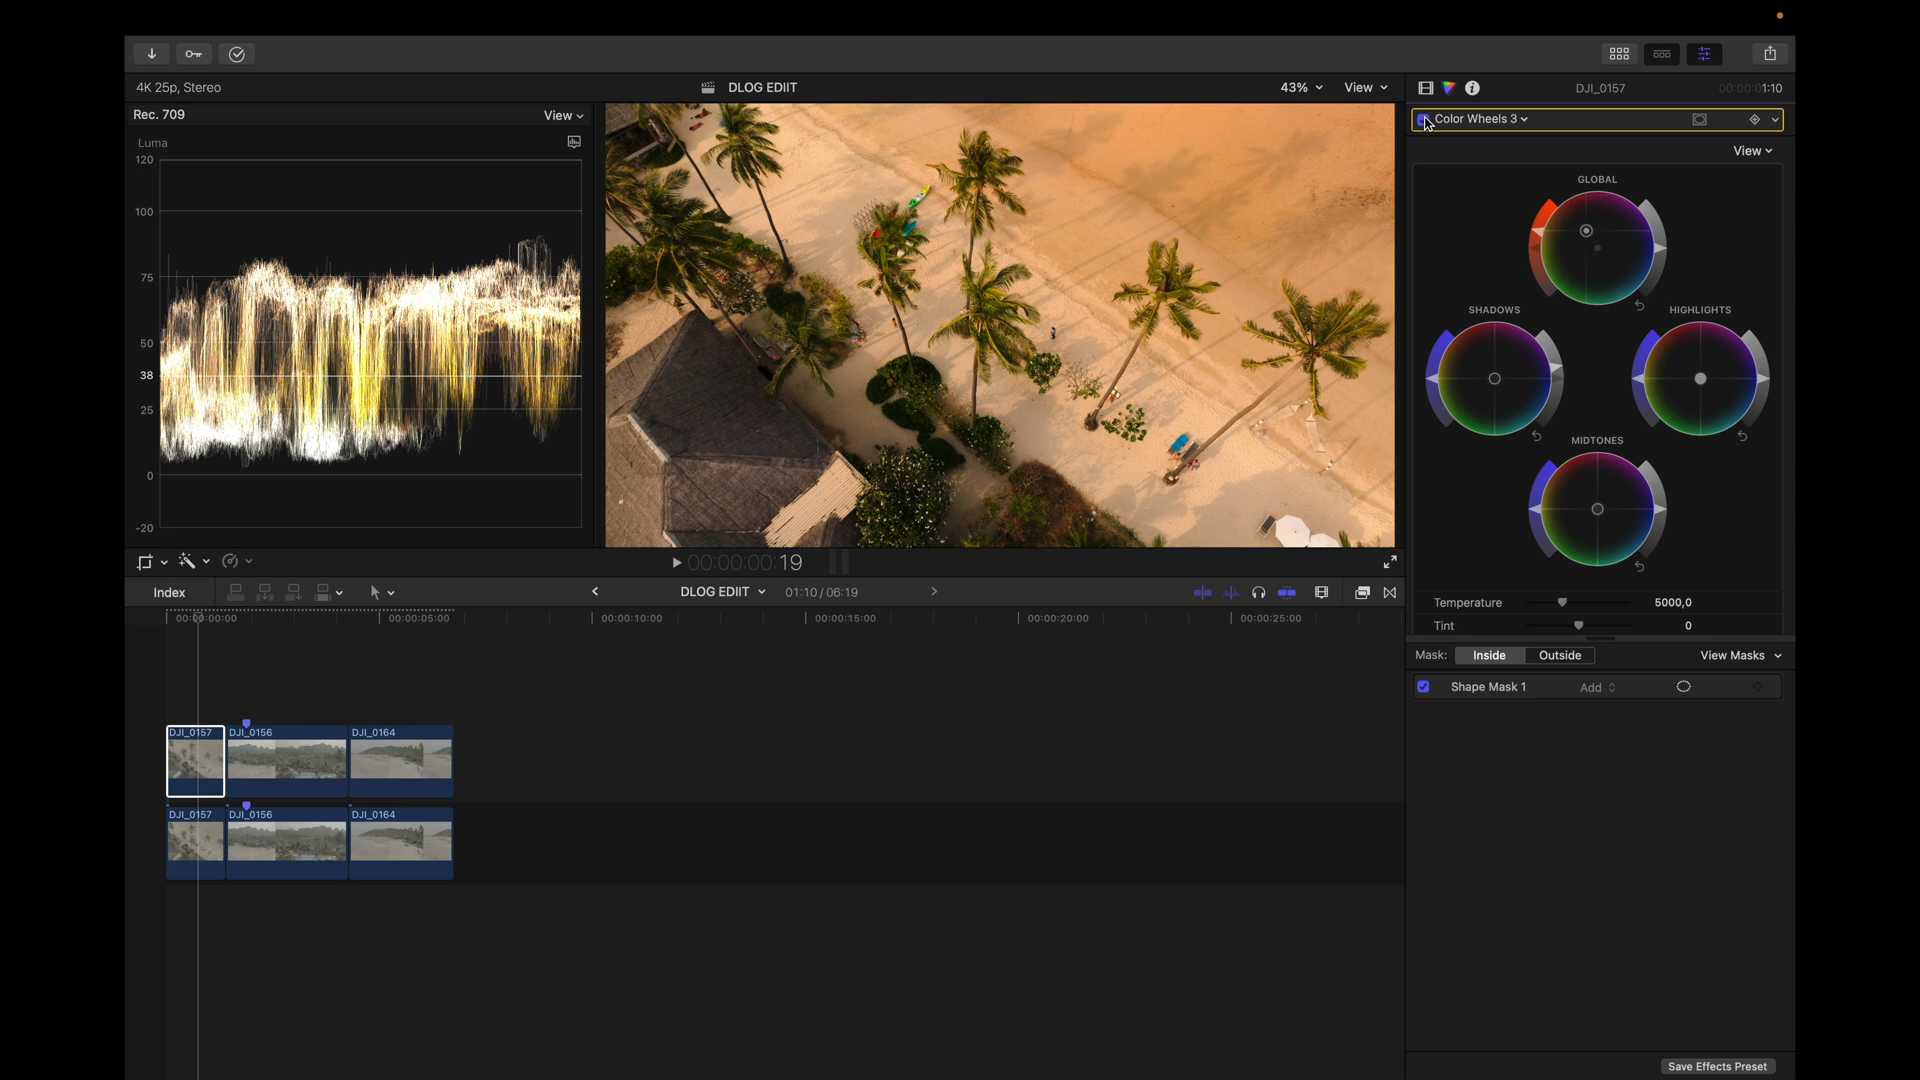 4K 25p, Stereo
DLOG EDIIT
43%
View
DJI_0157
00:00:01:10
Rec. 709
View
Color Wheels 3
Luma
View
120
100
75
50
38
25
0
-20
GLOBAL
SHADOWS
HIGHLIGHTS
MIDTONES
00:00:00:19
Index
DLOG EDIIT
01:10 / 06:19
Temperature
5000,0
Tint
0
00:00:00:00
00:00:05:00
00:00:10:00
00:00:15:00
00:00:20:00
00:00:25:00
Mask:
Inside
Outside
View Masks
Shape Mask 1
Add
DJI_0157
DJI_0156
DJI_0164
DJI_0157
DJI_0156
DJI_0164
Save Effects Preset